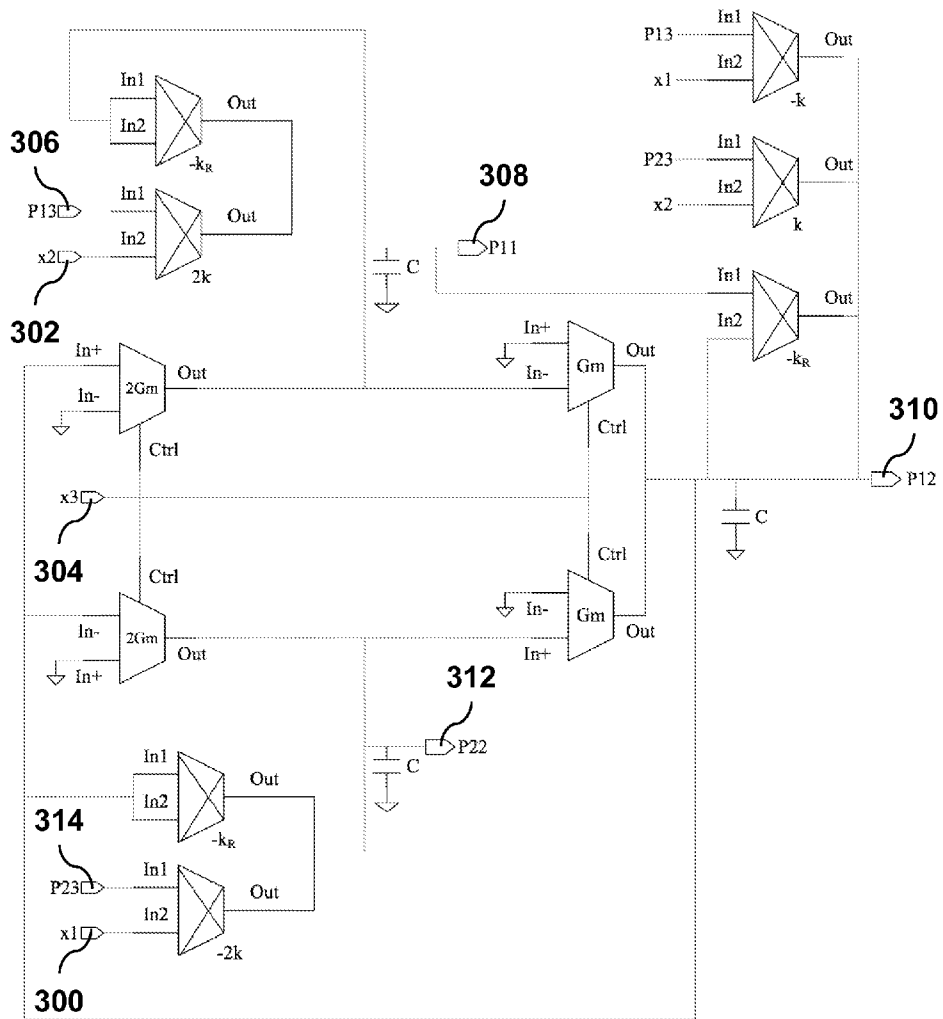 P13
In1
Out
In2
x1
-k
In1
In2
Out
-kR
306
P13
In1
Out
In2
x2
2k
302
308
P11
C
P23
In1
Out
In2
x2
k
In1
Out
In2
-kR
In+
2Gm
Out
In-
Ctrl
In+
Gm
Out
In-
Ctrl
310
P12
x3
304
C
Ctrl
In-
2Gm
Out
In+
Ctrl
Gm
In-
Out
In+
312
P22
C
In1
Out
In2
-kR
314
P23
In1
Out
In2
x1
-2k
300